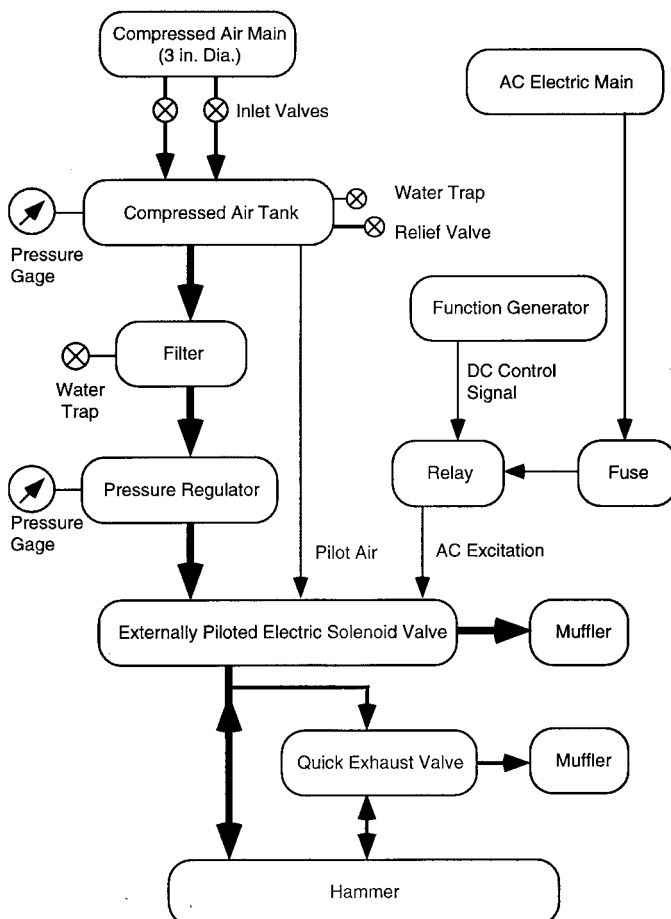 Compressed Air Main
(3 in. Dia.)
AC Electric Main
Inlet Valves
Compressed Air Tank
Water Trap
Relief Valve
Pressure
Gage
Function Generator
Filter
Water
Trap
DC Control
Signal
Pressure Regulator
Relay
Fuse
Pressure
Gage
Pilot Air
AC Excitation
Externally Piloted Electric Solenoid Valve
Muffler
Quick Exhaust Valve
Muffler
Hammer